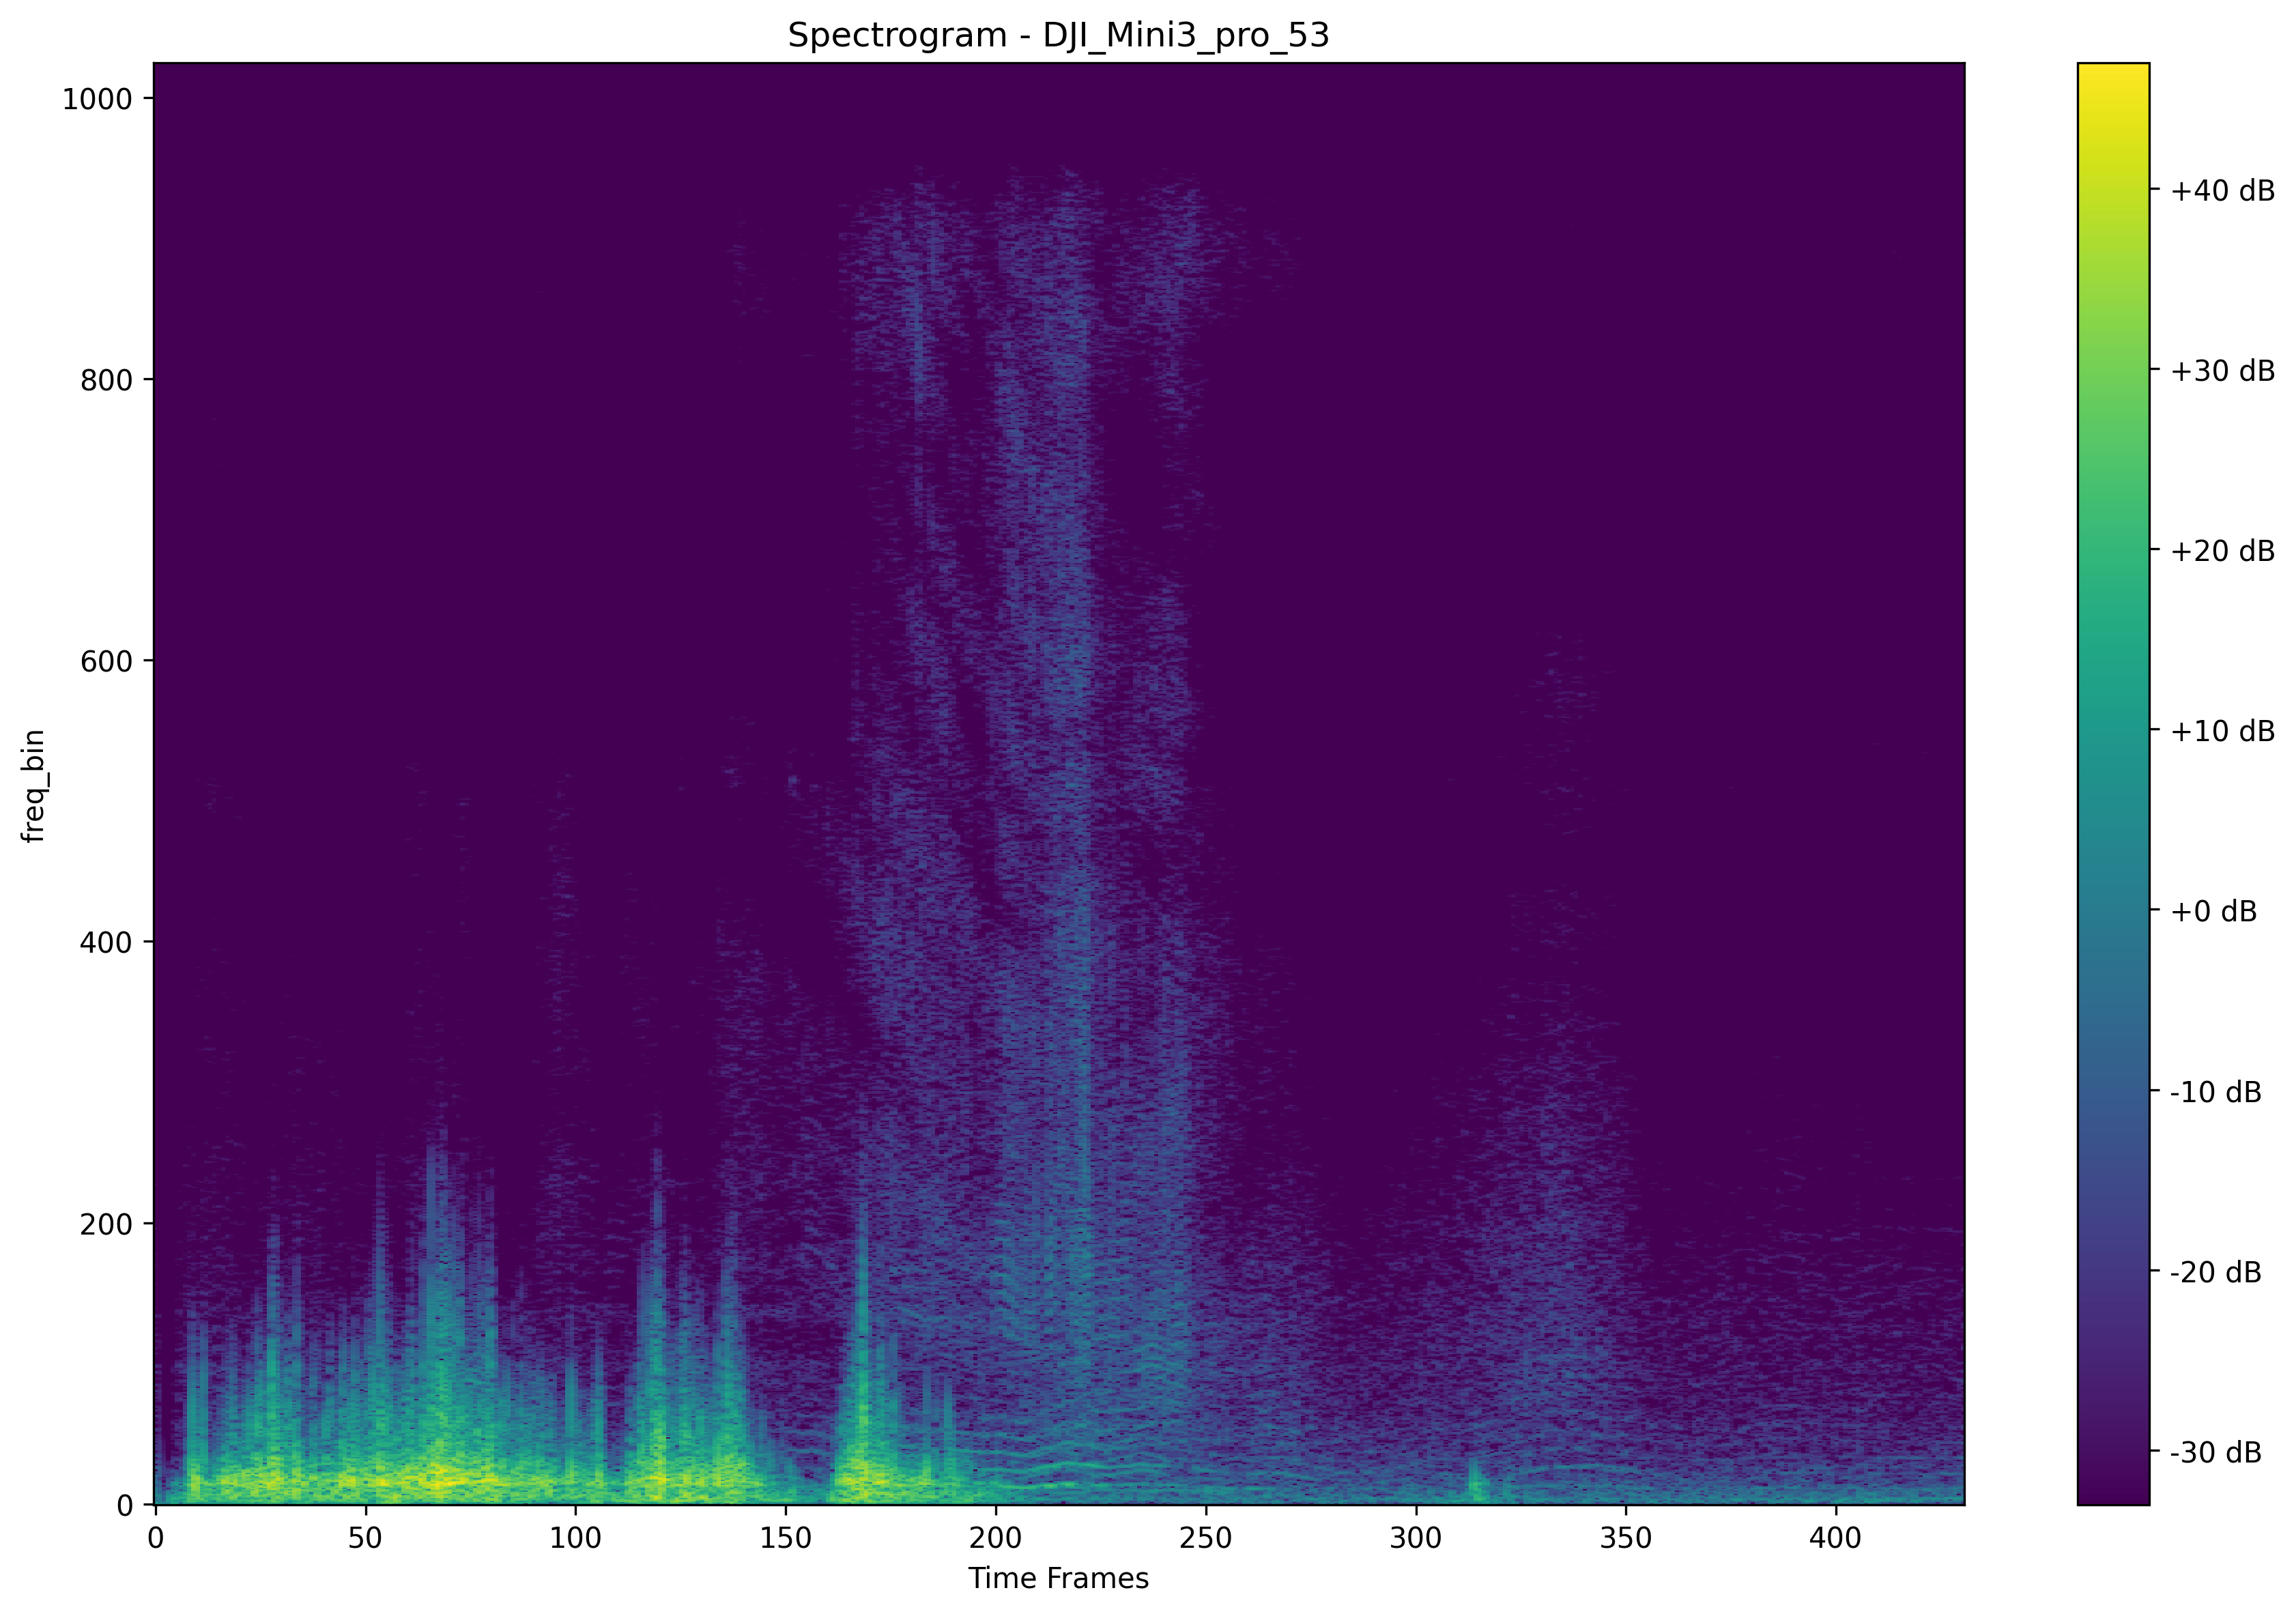 Spectrogram - DJI_Mini3_pro_53
1000
800
600
400
200
0
freq_bin
0 50 100 150 200 250 300 350 400
Time Frames
+40 dB
+30 dB
+20 dB
+10 dB
+0 dB
-10 dB
-20 dB
-30 dB